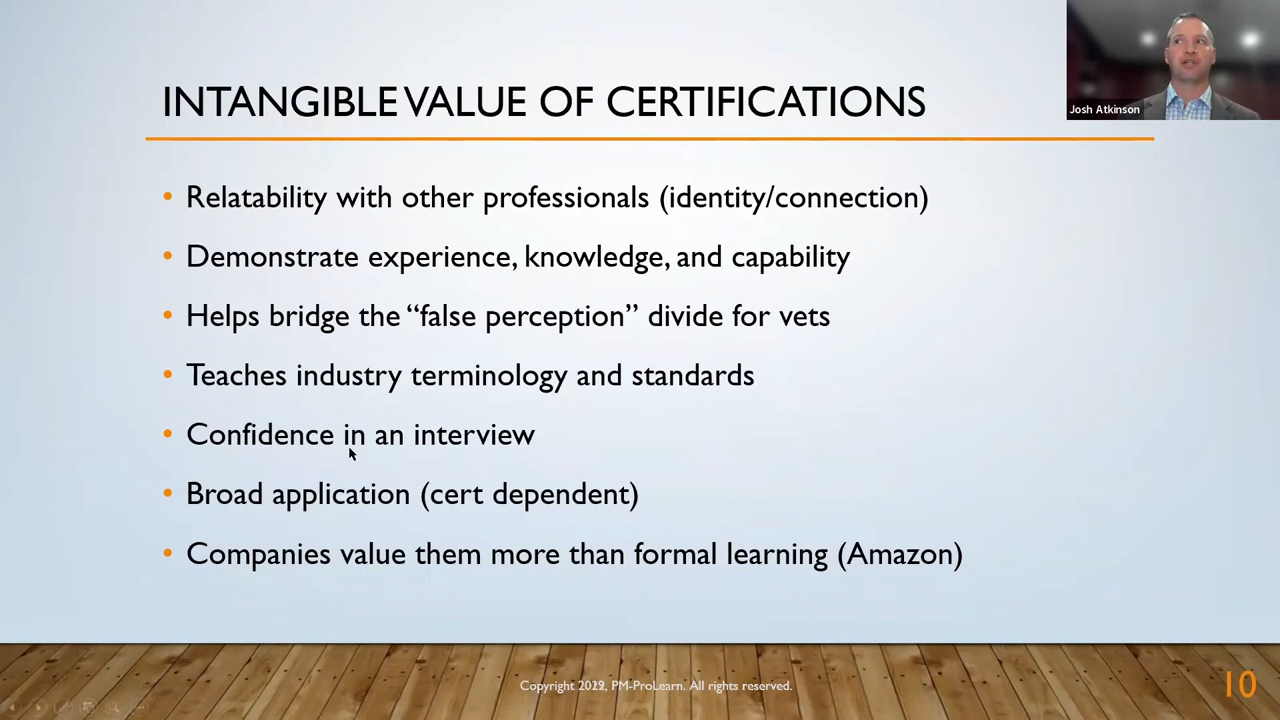 INTANGIBLE VALUE OF CERTIFICATIONS
Josh Atkinson
• Relatability with other professionals (identity/connection)
• Demonstrate experience, knowledge, and capability
• Helps bridge the “false perception” divide for vets
• Teaches industry terminology and standards
• Confidence in an interview
• Broad application (cert dependent)
• Companies value them more than formal learning (Amazon)
Copyright PM-ProLearn. All rights reserved.
10